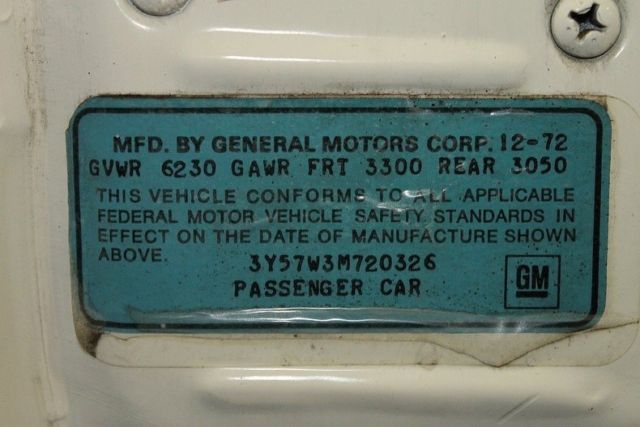 MFD. BY GENERAL MOTORS CORP. 12-72
GVWR 6230 GAWR FRT 3300 REAR 3050
THIS VEHICLE CONFORMS TO ALL APPLICABLE
FEDERAL MOTOR VEHICLE SAFETY STANDARDS IN
EFFECT ON THE DATE OF MANUFACTURE SHOWN
ABOVE.
3Y57W3M720326
PASSENGER CAR
GM